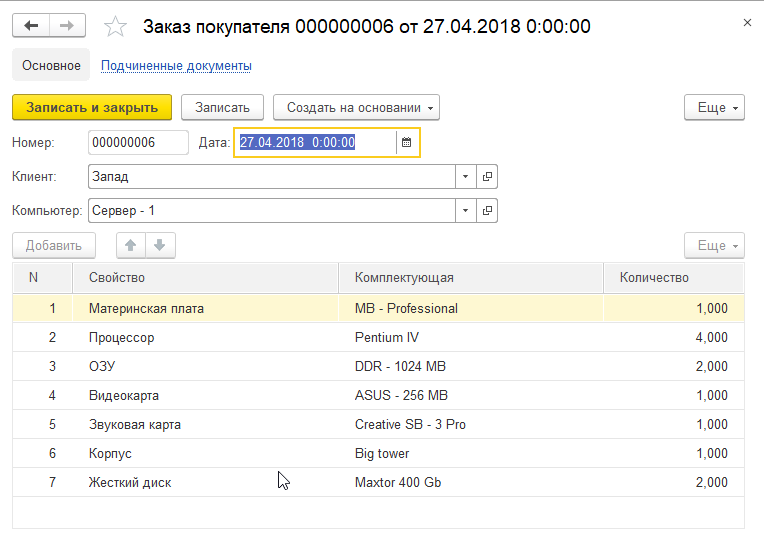 Заказ покупателя 000000006 от 27.04.2018 0:00:00
Основное Подчиненные документы
Записать и закрыть Записать Создать на основании Еще
Номер: 000000006 Дата: 27.04.2018 0:00:00
Клиент: Запад
Компьютер: Сервер - 1
Добавить Еще
N Свойство Комплектующая Количество
1 Материнская плата MB - Professional 1,000
2 Процессор Pentium IV 4,000
3 ОЗУ DDR - 1024 MB 2,000
4 Видеокарта ASUS - 256 MB 1,000
5 Звуковая карта Creative SB - 3 Pro 1,000
6 Корпус Big tower 1,000
7 Жесткий диск Maxtor 400 Gb 2,000